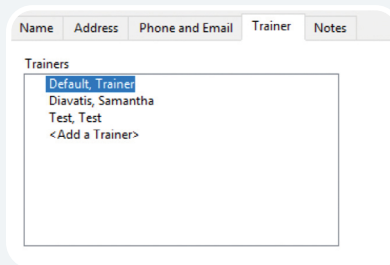 Name Address Phone and Email Trainer Notes
Trainers
Default, Trainer
Diavatis, Samantha
Test, Test
<Add a Trainer>